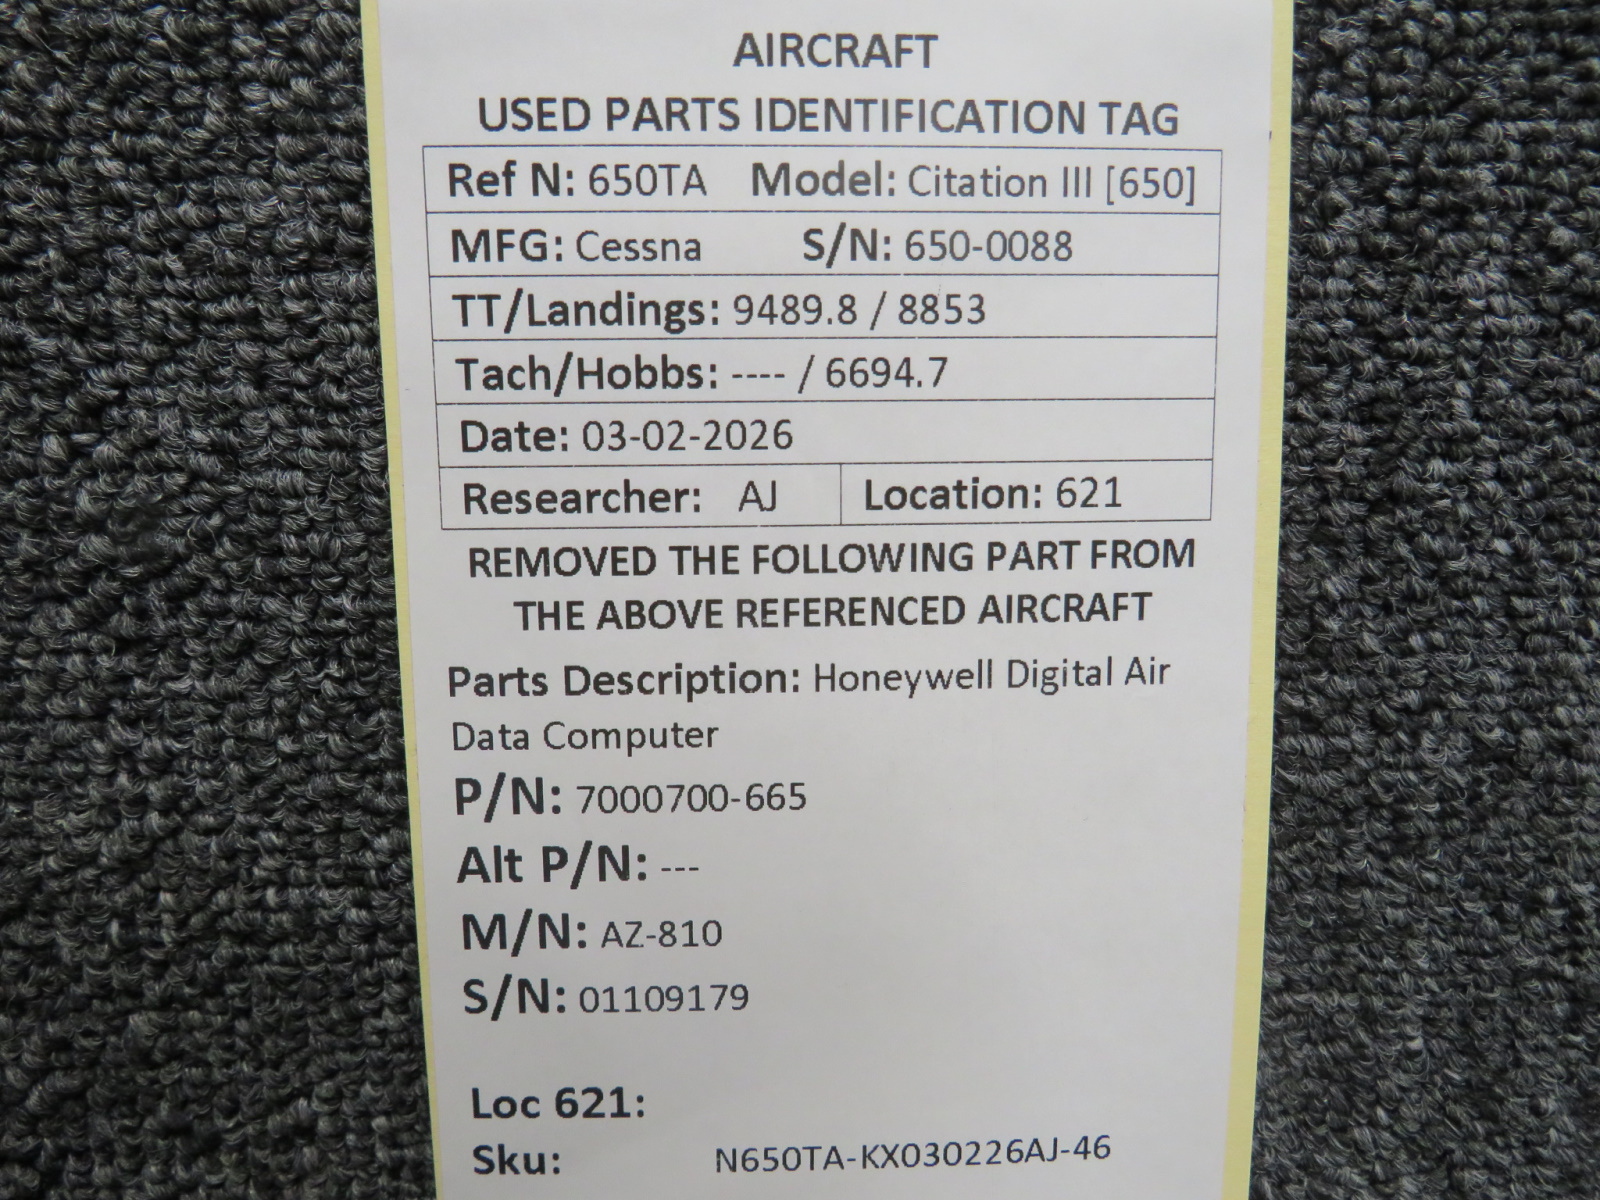 AIRCRAFT
USED PARTS IDENTIFICATION TAG
Ref N: 650TA Model: Citation III [650]
MFG: Cessna S/N: 650-0088
TT/Landings: 9489.8 / 8853
Tach/Hobbs: ---- / 6694.7
Date: 03-02-2026
Researcher: AJ Location: 621
REMOVED THE FOLLOWING PART FROM
THE ABOVE REFERENCED AIRCRAFT
Parts Description: Honeywell Digital Air
Data Computer
P/N: 7000700-665
Alt P/N: ---
M/N: AZ-810
S/N: 01109179
Loc 621:
Sku: N650TA-KX030226AJ-46